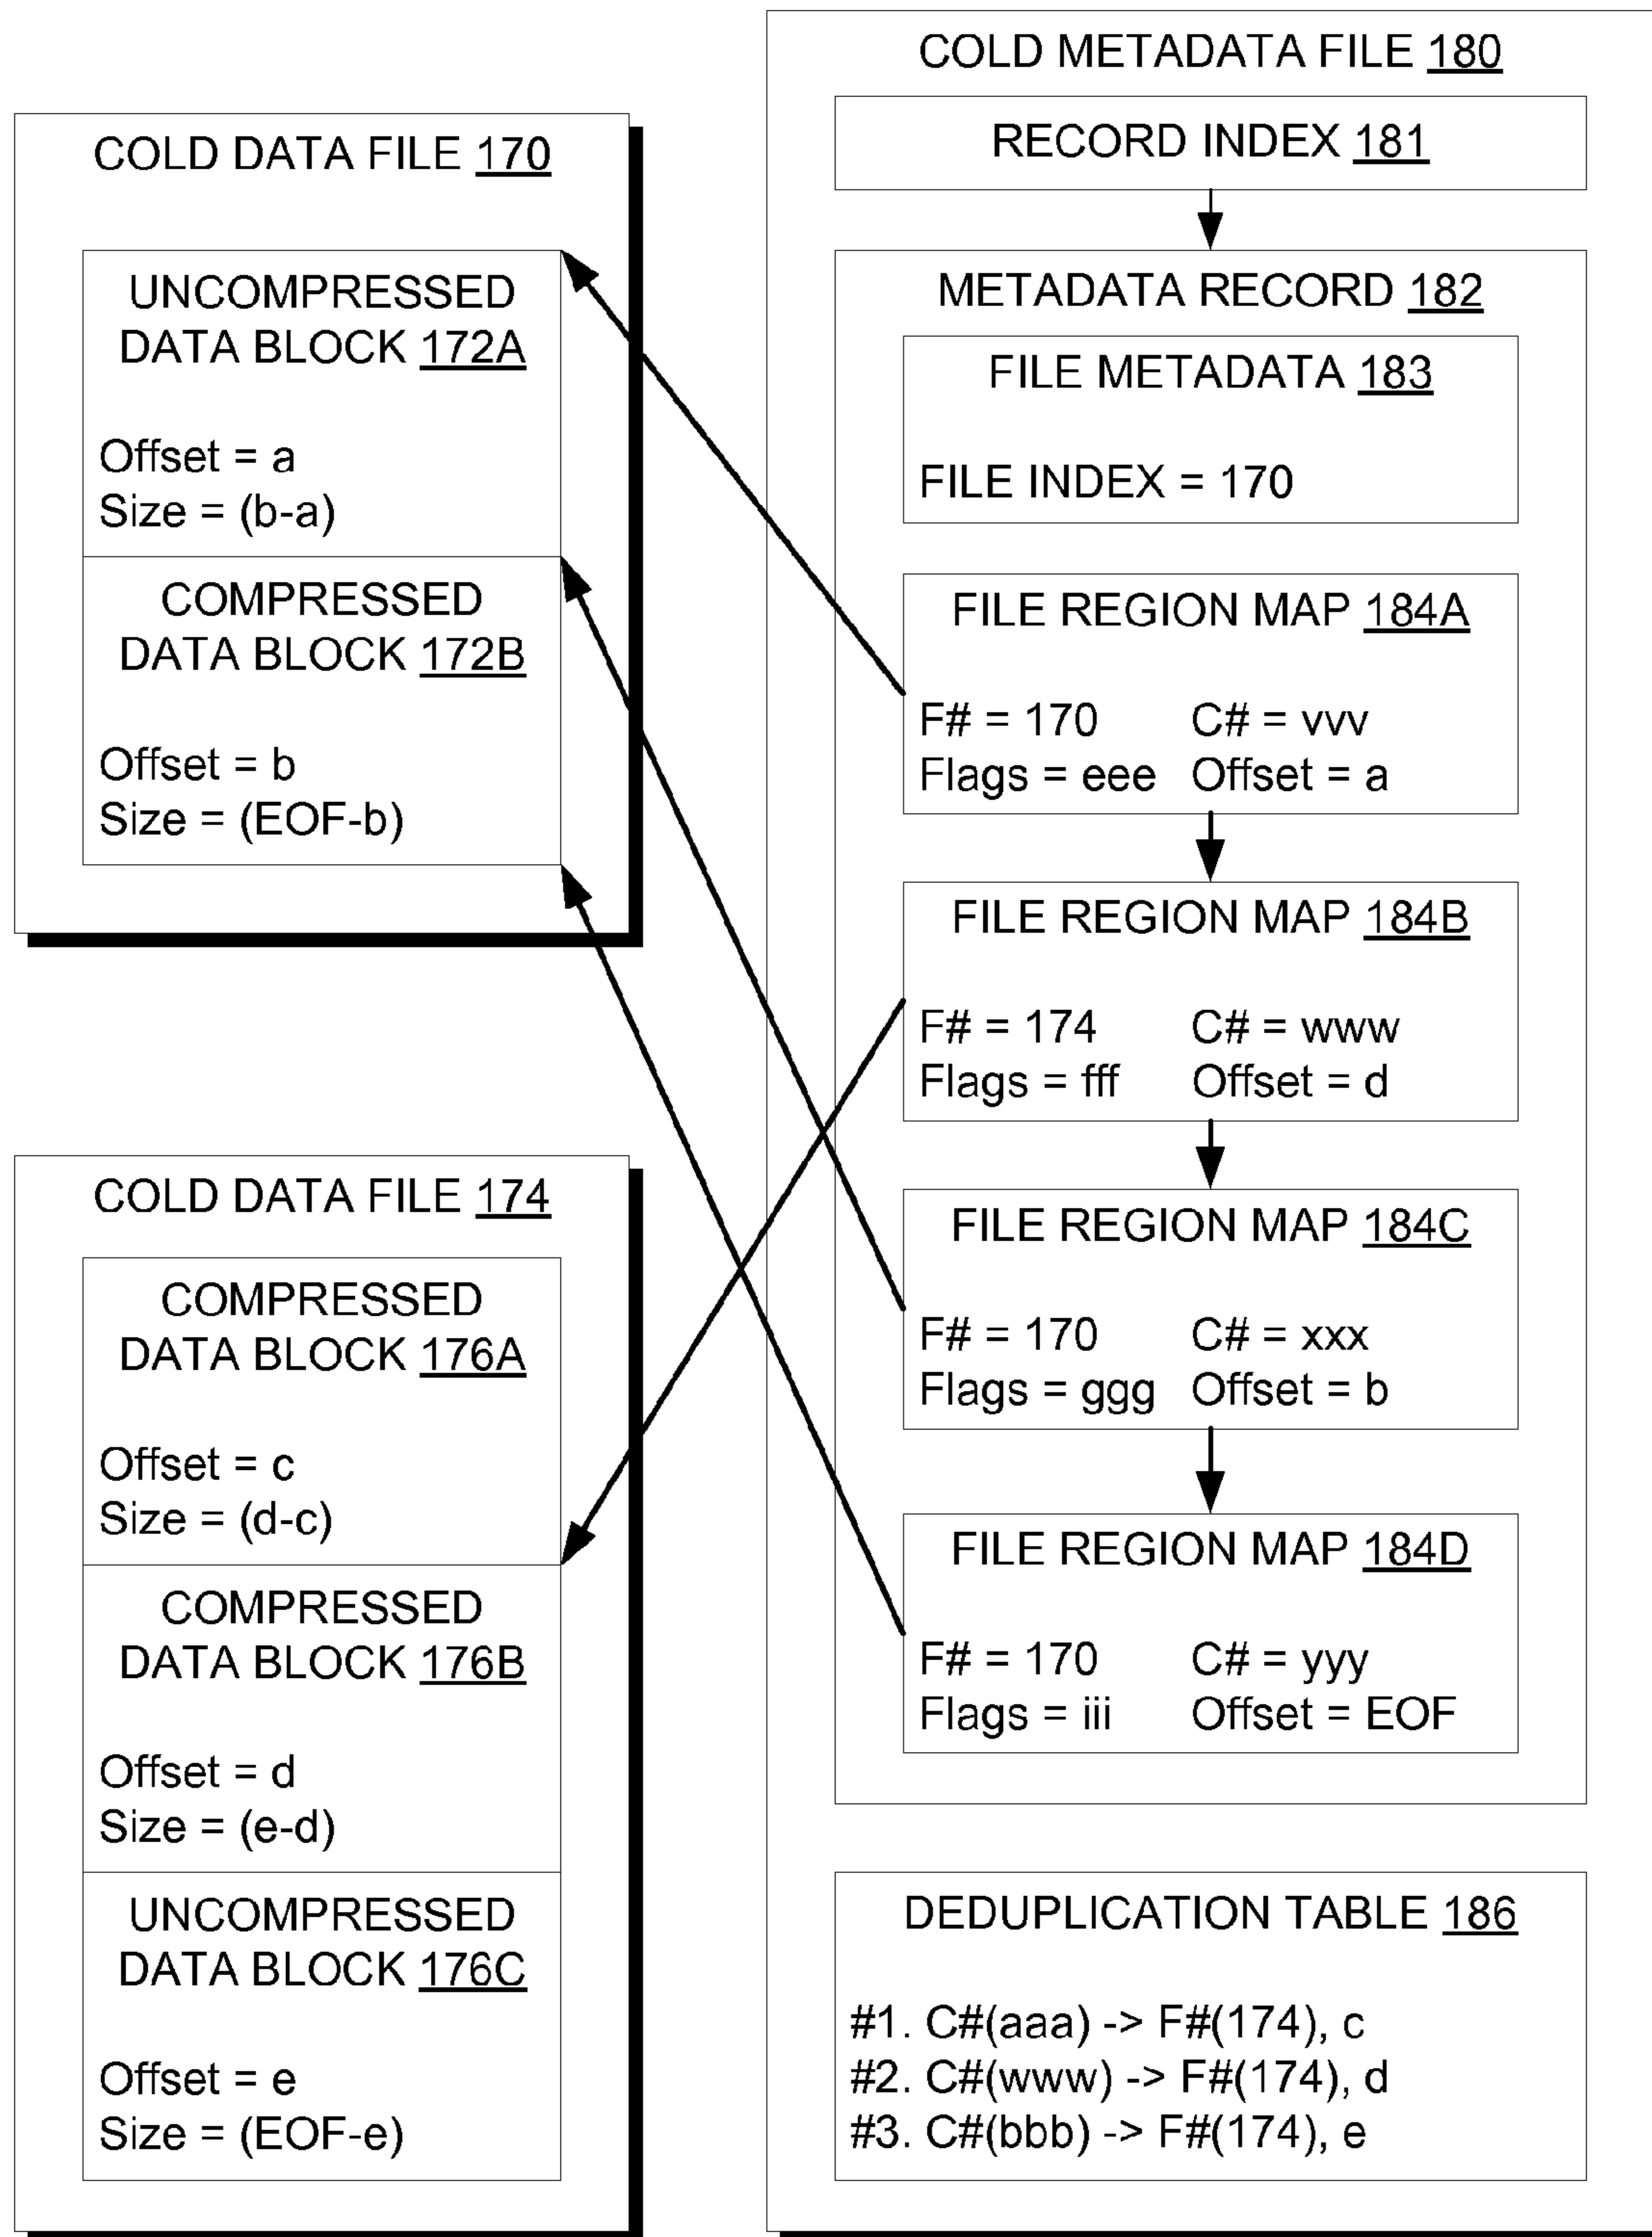 COLD DATA FILE 170
UNCOMPRESSED
DATA BLOCK 172A
Offset = a
Size = (b-a)
COMPRESSED
DATA BLOCK 172B
Offset = b
Size = (EOF-b)
COLD DATA FILE 174
COMPRESSED
DATA BLOCK 176A
Offset = c
Size = (d-c)
COMPRESSED
DATA BLOCK 176B
Offset = d
Size = (e-d)
UNCOMPRESSED
DATA BLOCK 176C
Offset = e
Size = (EOF-e)
COLD METADATA FILE 180
RECORD INDEX 181
METADATA RECORD 182
FILE METADATA 183
FILE INDEX = 170
FILE REGION MAP 184A
F# = 170 C# = vvv
Flags = eee Offset = a
FILE REGION MAP 184B
F# = 174 C# = www
Flags = fff Offset = d
FILE REGION MAP 184C
F# = 170 C# = xxx
Flags = ggg Offset = b
FILE REGION MAP 184D
F# = 170 C# = yyy
Flags = iii Offset = EOF
DEDUPLICATION TABLE 186
#1. C#(aaa) -> F#(174), c
#2. C#(www) -> F#(174), d
#3. C#(bbb) -> F#(174), e